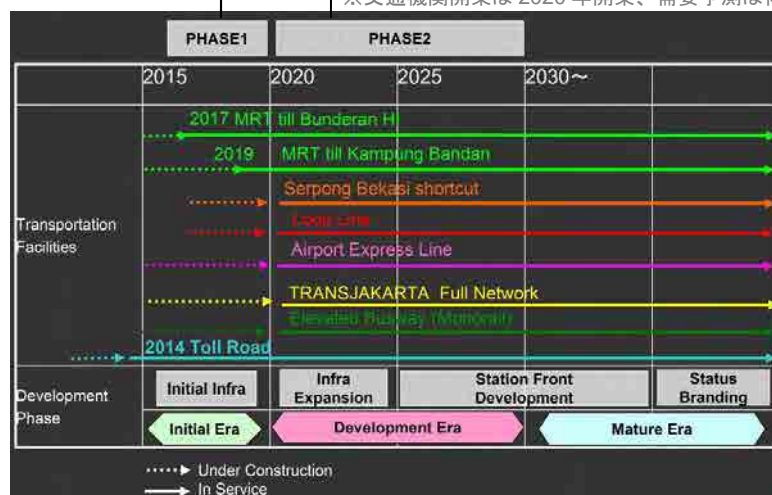 PHASE1 PHASE2
2015 2020 2025 2030～
2017 MRT till Bunderan HI
2019 MRT till Kampung Bandan
Serpong Bekasi shortcut
Loop Line
Airport Express Line
TRANSJAKARTA Full Network
Elevated Busway (Monorail)
2014 Toll Road
Transportation
Facilities
Development
Phase
Initial Infra
Infra
Expansion
Station Front
Development
Status
Branding
Initial Era
Development Era
Mature Era
Under Construction
In Service